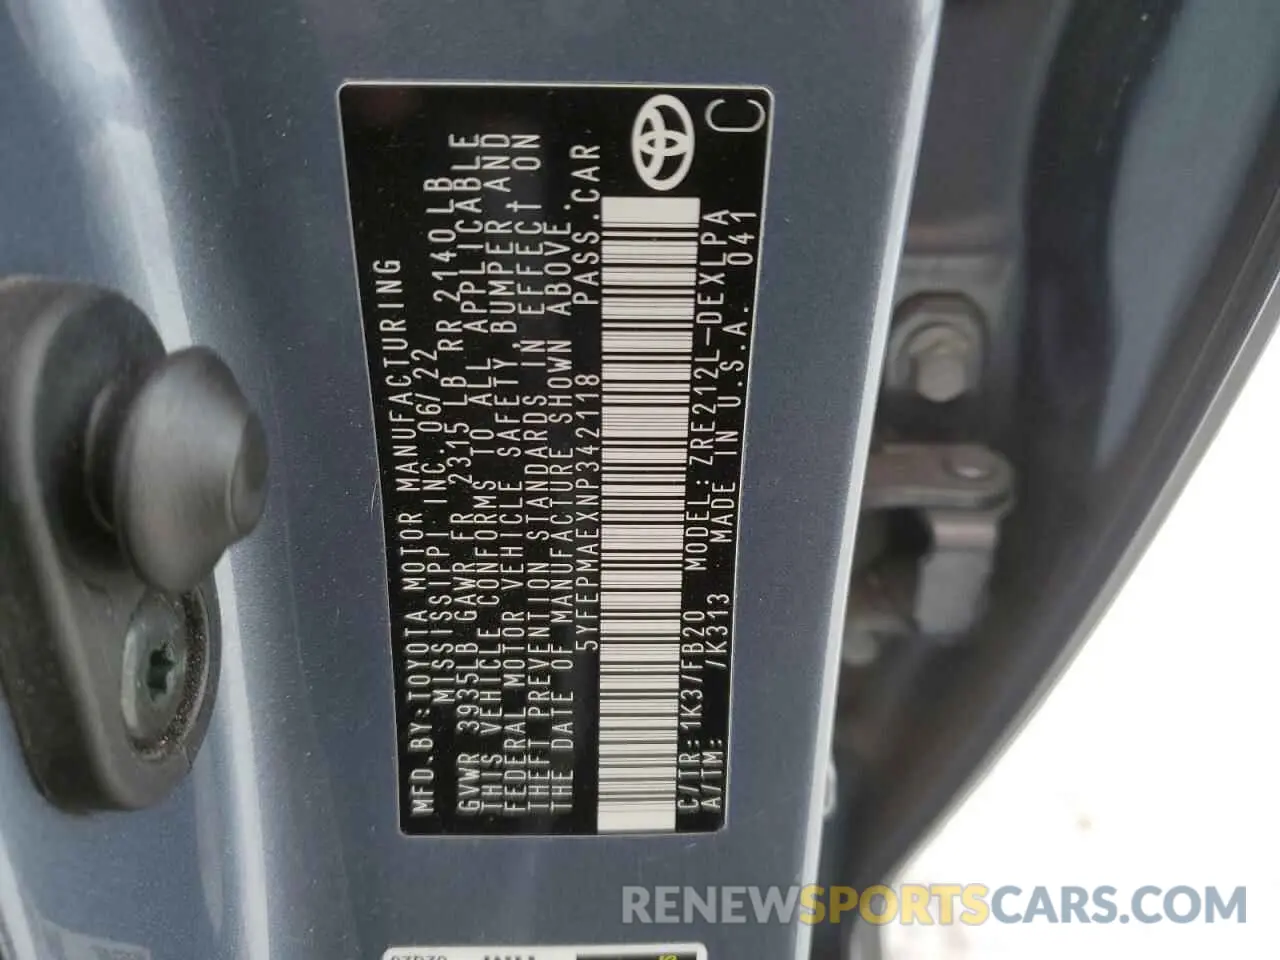 MFD.BY:TOYOTA MOTOR MANUFACTURING
MISSISSIPPI INC.06/22
GVWR 3935LB GAWR FR 2315 LB RR 2140LB
THIS VEHICLE CONFORMS TO ALL APPLICABLE
FEDERAL MOTOR VEHICLE SAFETY,BUMPER,AND
THEFT PREVENTION STANDARDS IN EFFECT ON
THE DATE OF MANUFACTURE SHOWN ABOVE.
5YFEPMAEXNP342118 PASS.CAR
C/TR:1K3/FB20 MODEL:ZRE212L-DEXLPA
A/TM: /K313 MADE IN U.S.A. 041
C
RENEWSPORTSCARS.COM